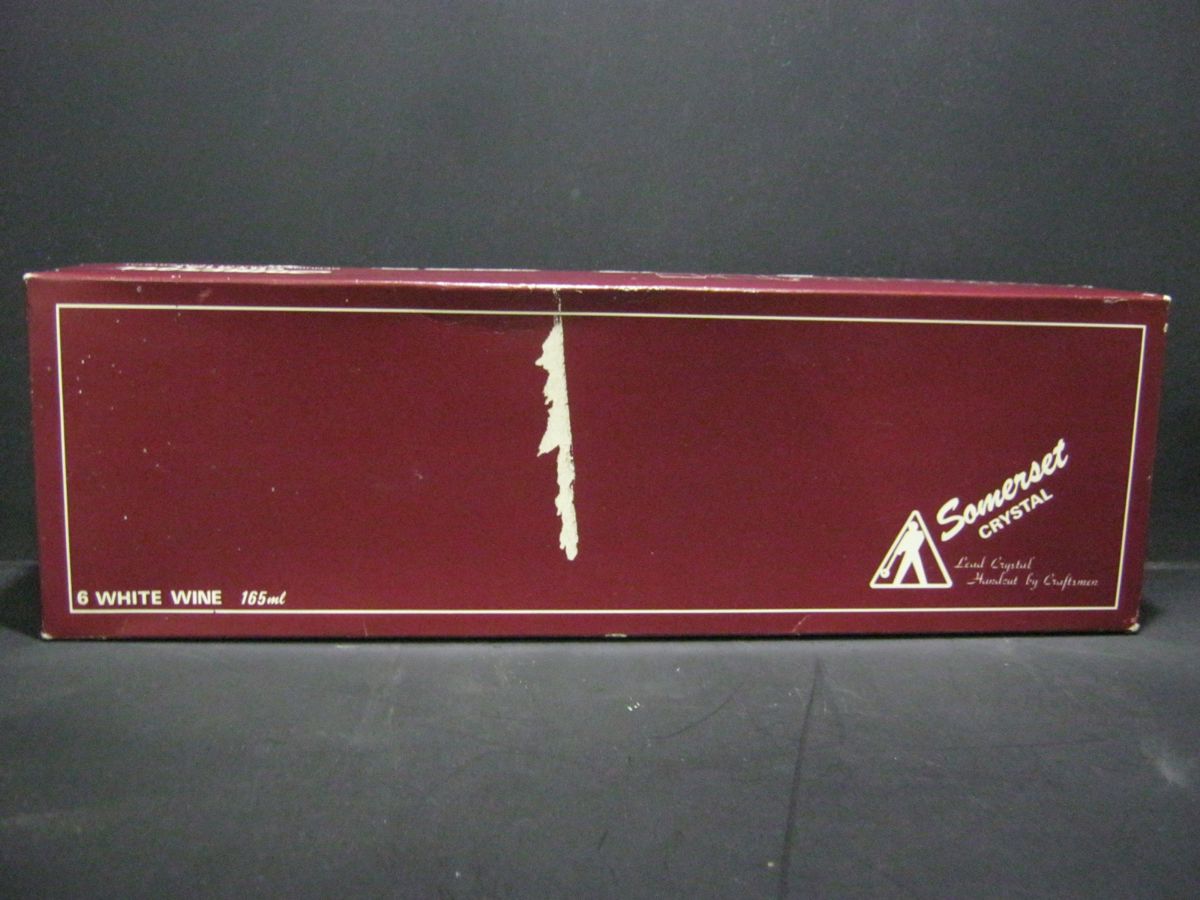 Somerset
CRYSTAL
Lead Crystal
Handcut by Craftsmen
6 WHITE WINE 165ml